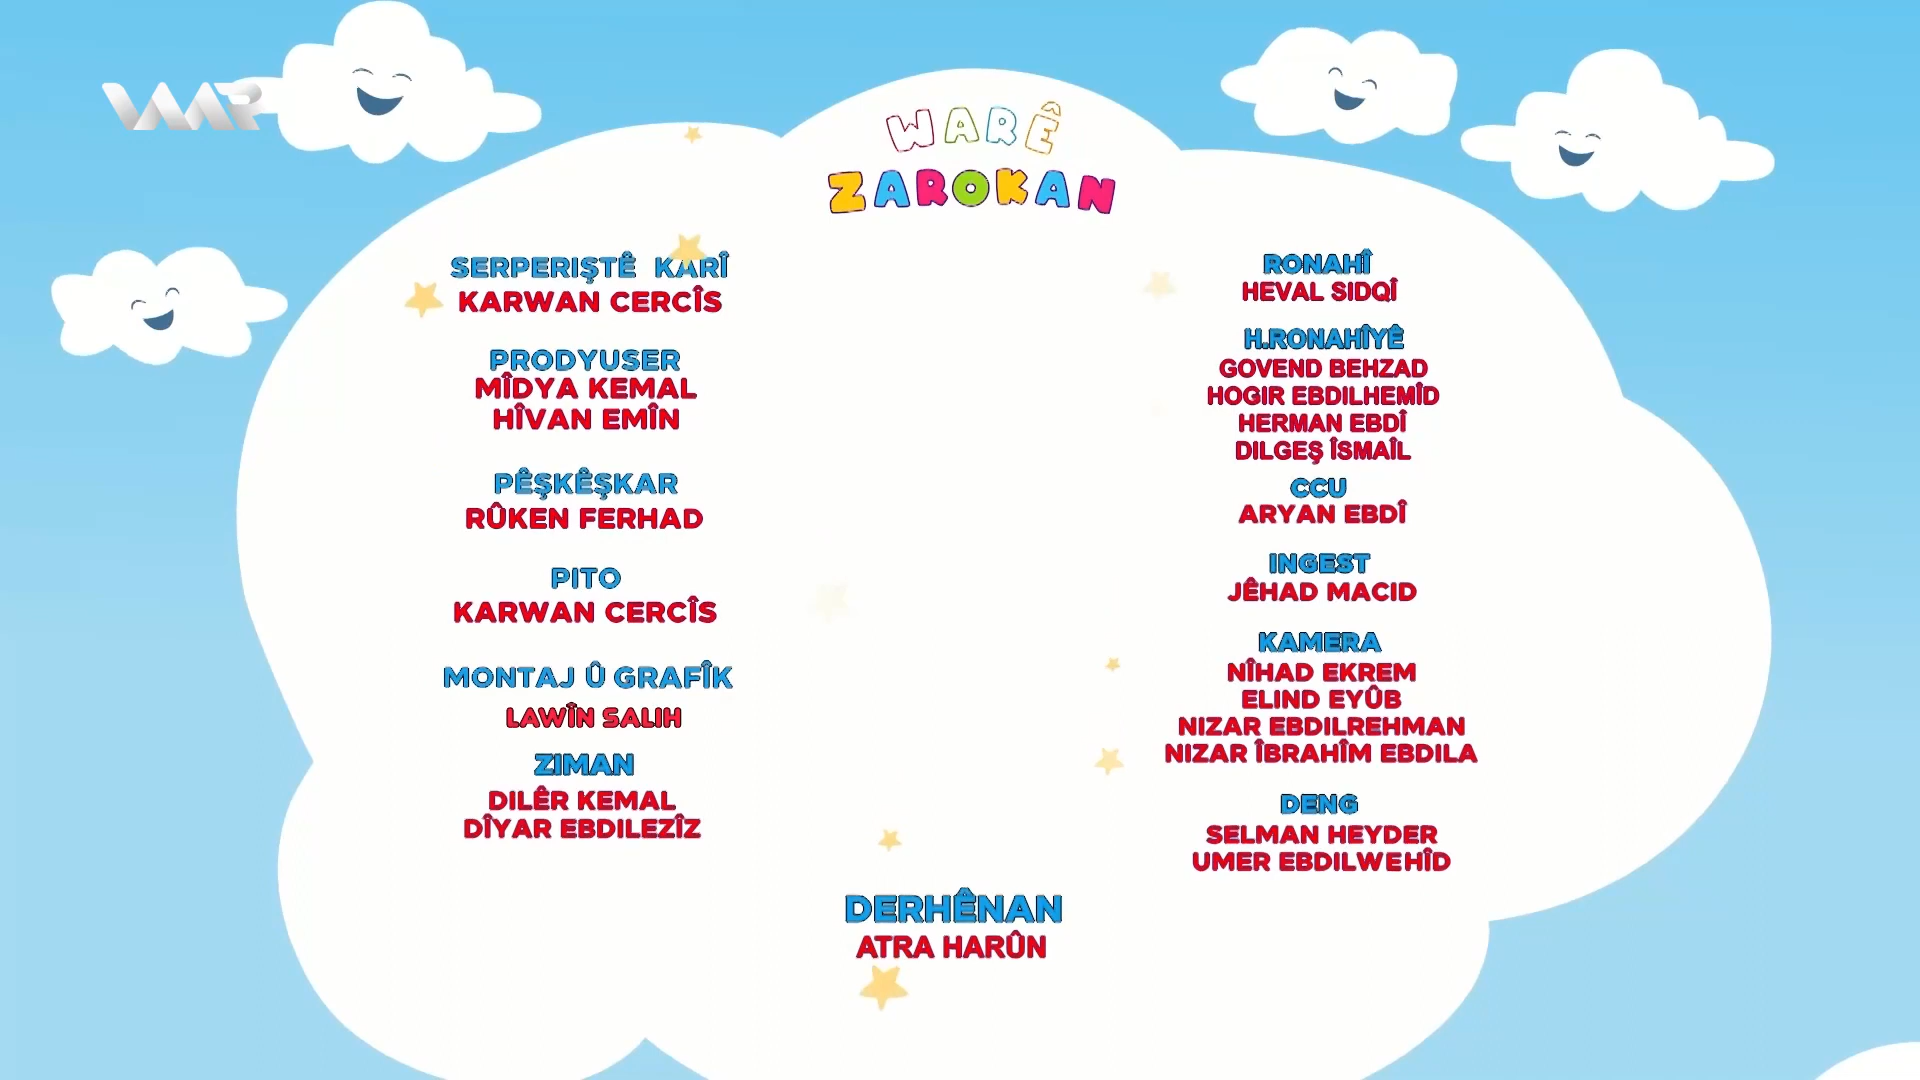 WAAR
WARÊ
ZAROKAN
SERPERIŞTÊ KARÎ
KARWAN CERCÎS
PRODYUSER
MÎDYA KEMAL
HÎVAN EMÎN
PÊŞKÊŞKAR
RÛKEN FERHAD
PITO
KARWAN CERCÎS
MONTAJ Û GRAFÎK
LAWÎN SALIH
ZIMAN
DILÊR KEMAL
DÎYAR EBDILEZÎZ
RONAHÎ
HEVAL SIDQÎ
H.RONAHÎYÊ
GOVEND BEHZAD
HOGIR EBDILHEMÎD
HERMAN EBDÎ
DILGEŞ ÎSMAÎL
CCU
ARYAN EBDÎ
INGEST
JÊHAD MACID
KAMERA
NÎHAD EKREM
ELIND EYÛB
NIZAR EBDILREHMAN
NIZAR ÎBRAHÎM EBDILA
DENG
SELMAN HEYDER
UMER EBDILWEHÎD
DERHÊNAN
ATRA HARÛN